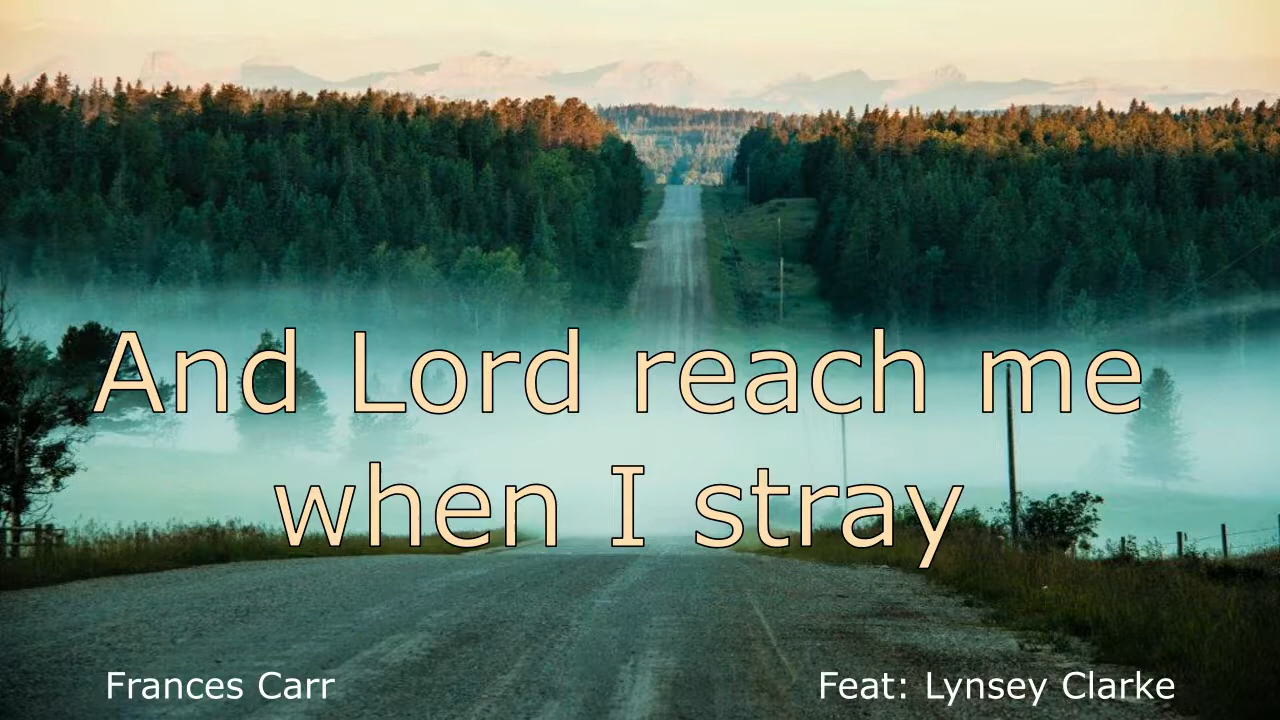 And Lord reach me
when I stray
Frances Carr
Feat: Lynsey Clarke